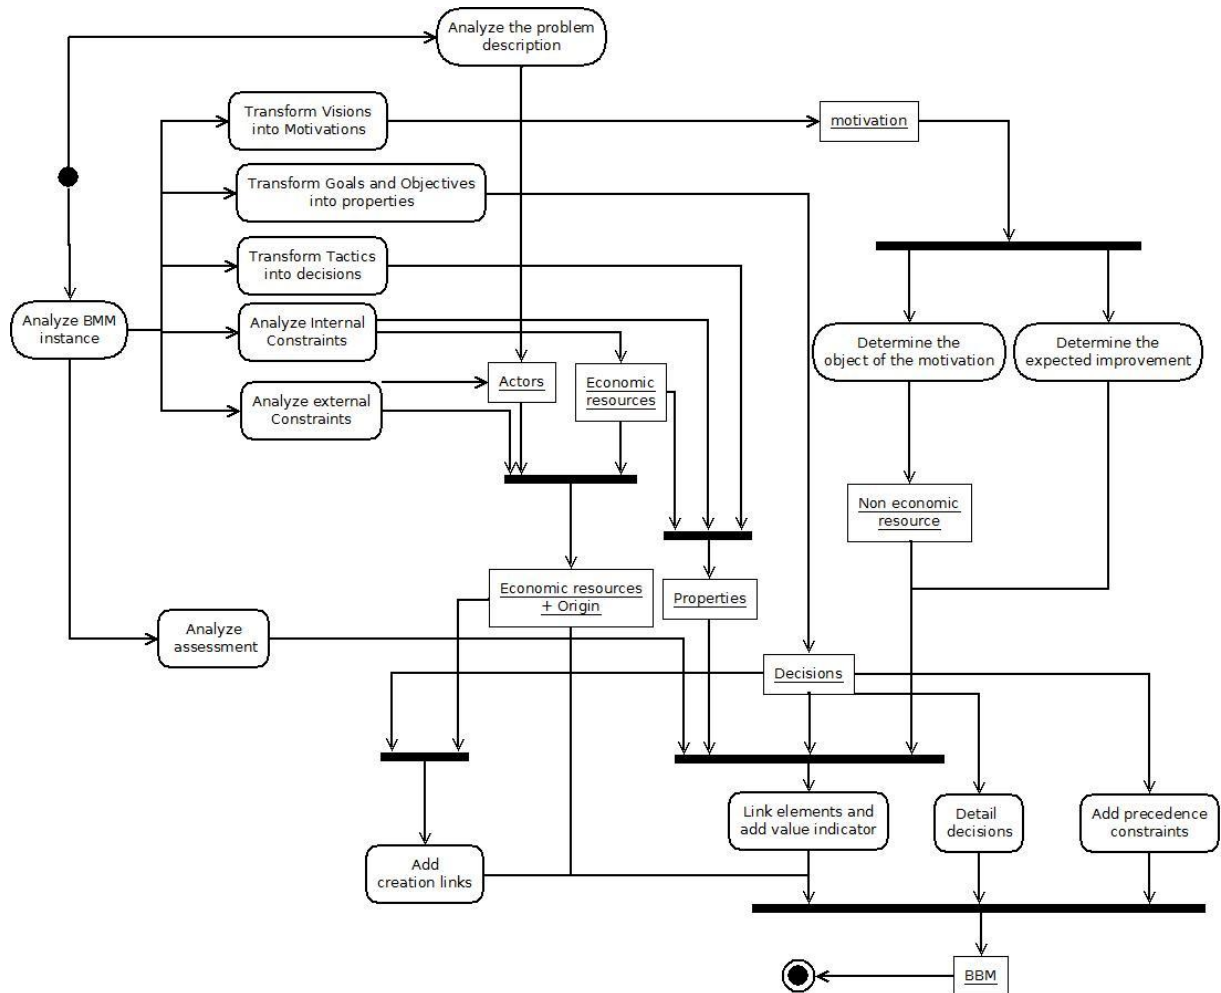 Analyze the problem
description
Transform Visions
into Motivations
motivation
Transform Goals and Objectives
into properties
Transform Tactics
into decisions
Analyze BMM
instance
Analyze Internal
Constraints
Determine the
object of the motivation
Determine the
expected improvement
Actors
Economic
resources
Analyze external
Constraints
Non economic
resource
Economic resources
+ Origin
Properties
Analyze
assessment
Decisions
Link elements and
add value indicator
Detail
decisions
Add precedence
constraints
Add
creation links
BBM